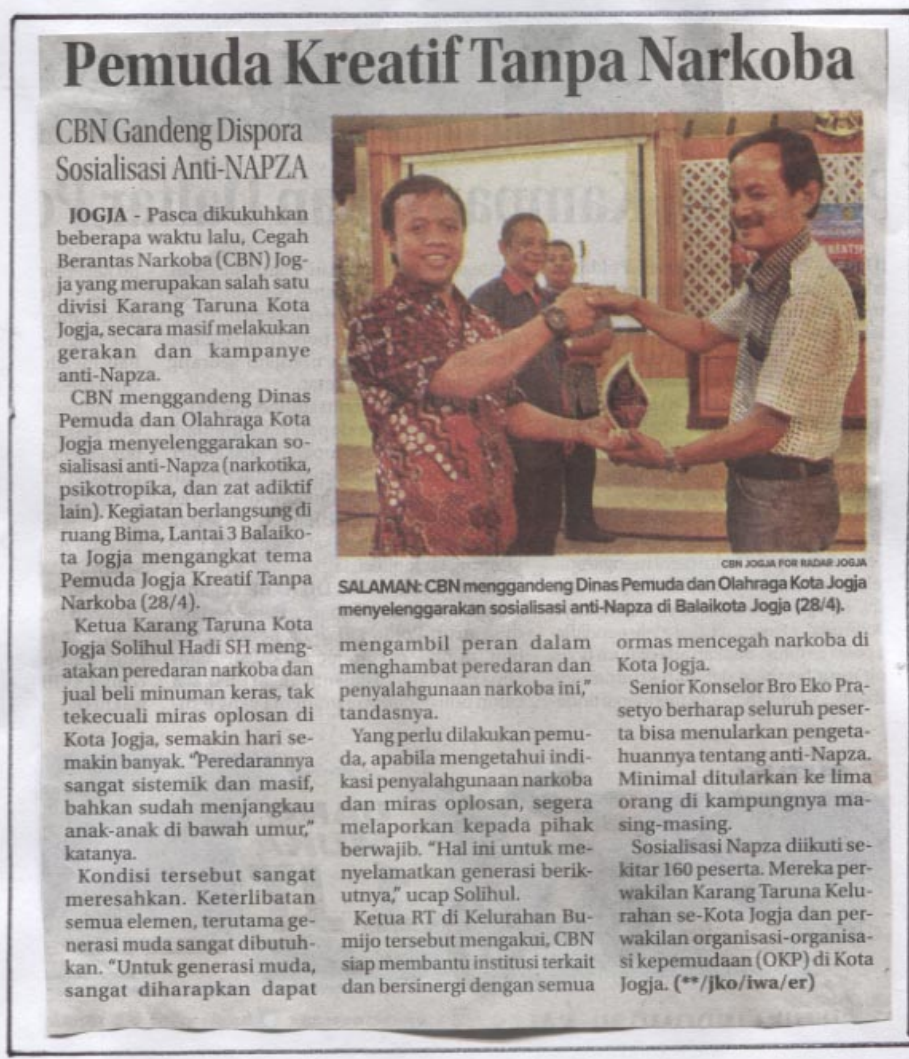 Pemuda Kreatif Tanpa Narkoba
CBN Gandeng Dispora
Sosialisasi Anti-NAPZA
JOGJA - Pasca dikukuhkan
beberapa waktu lalu, Cegah
Berantas Narkoba (CBN) Jog-
ja yang merupakan salah satu
divisi Karang Taruna Kota
Jogja, secara masif melakukan
gerakan dan kampanye
anti-Napza.
CBN menggandeng Dinas
Pemuda dan Olahraga Kota
Jogja menyelenggarakan so-
sialisasi anti-Napza (narkotika,
psikotropika, dan zat adiktif
lain). Kegiatan berlangsung di
ruang Bima, Lantai 3 Balaiko-
ta Jogja mengangkat tema
Pemuda Jogja Kreatif Tanpa
Narkoba (28/4).
Ketua Karang Taruna Kota
Jogja Solihul Hadi SH meng-
atakan peredaran narkoba dan
jual beli minuman keras, tak
tekecuali miras oplosan di
Kota Jogja, semakin hari se-
makin banyak. "Peredarannya
sangat sistemik dan masif,
bahkan sudah menjangkau
anak-anak di bawah umur,"
katanya.
Kondisi tersebut sangat
meresahkan. Keterlibatan
semua elemen, terutama ge-
nerasi muda sangat dibutuh-
kan. "Untuk generasi muda,
sangat diharapkan dapat
CBN JOGJA FOR RADAR JOGJA
SALAMAN: CBN menggandeng Dinas Pemuda dan Olahraga Kota Jogja
menyelenggarakan sosialisasi anti-Napza di Balaikota Jogja (28/4).
mengambil peran dalam
menghambat peredaran dan
penyalahgunaan narkoba ini,"
tandasnya.
Yang perlu dilakukan pemu-
da, apabila mengetahui indi-
kasi penyalahgunaan narkoba
dan miras oplosan, segera
melaporkan kepada pihak
berwajib. "Hal ini untuk me-
nyelamatkan generasi berik-
utnya," ucap Solihul.
Ketua RT di Kelurahan Bu-
mijo tersebut mengakui, CBN
siap membantu institusi terkait
dan bersinergi dengan semua
ormas mencegah narkoba di
Kota Jogja.
Senior Konselor Bro Eko Pra-
setyo berharap seluruh peser-
ta bisa menularkan pengeta-
huannya tentang anti-Napza.
Minimal ditularkan ke lima
orang di kampungnya ma-
sing-masing.
Sosialisasi Napza diikuti se-
kitar 160 peserta. Mereka per-
wakilan Karang Taruna Kelu-
rahan se-Kota Jogja dan per-
wakilan organisasi-organisa-
si kepemudaan (OKP) di Kota
Jogja. (**/jko/iwa/er)